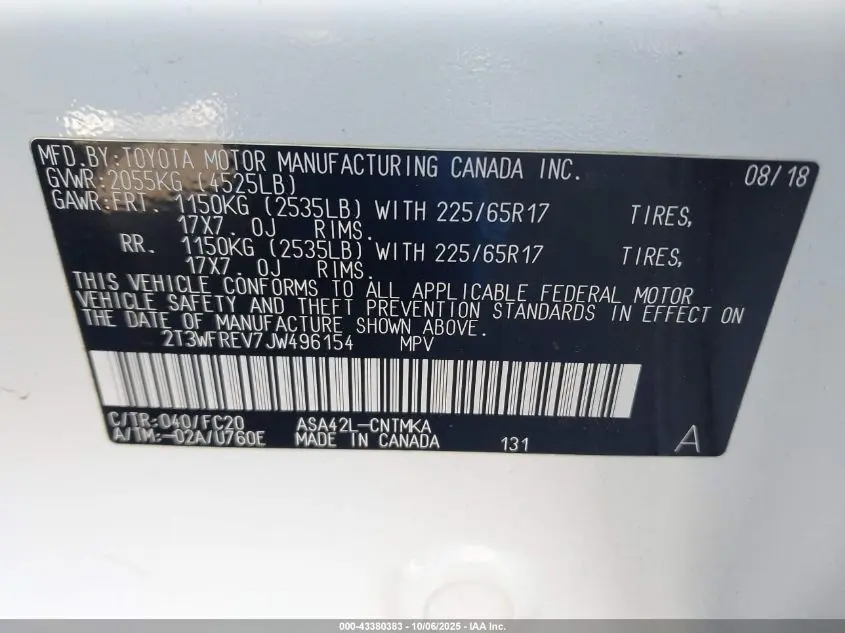 MFD.BY:TOYOTA MOTOR MANUFACTURING CANADA INC. 08/18
GVWR:2055KG (4525LB)
GAWR:FRT. 1150KG (2535LB) WITH 225/65R17 TIRES,
17X7.0J RIMS.
RR. 1150KG (2535LB) WITH 225/65R17 TIRES,
17X7.0J RIMS.
THIS VEHICLE CONFORMS TO ALL APPLICABLE FEDERAL MOTOR
VEHICLE SAFETY AND THEFT PREVENTION STANDARDS IN EFFECT ON
THE DATE OF MANUFACTURE SHOWN ABOVE.
2T3WFREV7JW496154 MPV
C/TR:040/FC20 ASA42L-CNTMKA
A/TM:-02A/U760E MADE IN CANADA 131 A
000-43380383 - 10/06/2025 - IAA Inc.